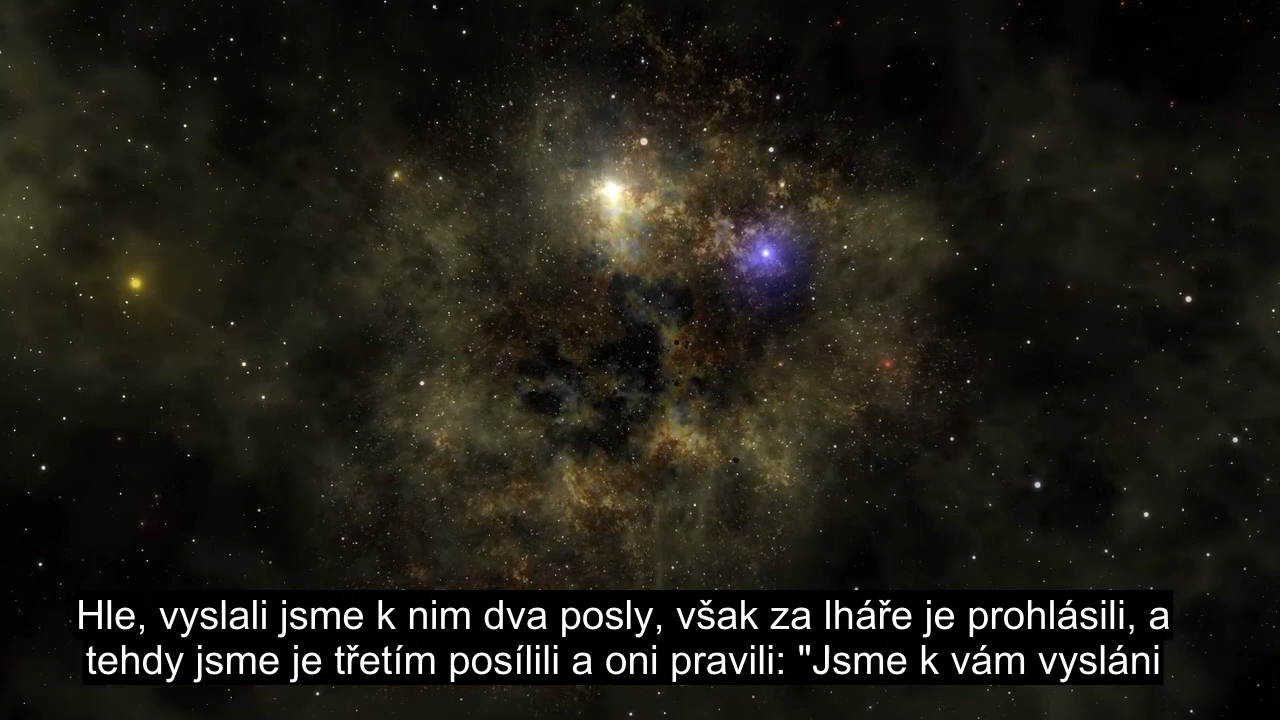 Hle, vyslali jsme k nim dva posly, však za lháře je prohlásili, a
tehdy jsme je třetím posílili a oni pravili: "Jsme k vám vysláni